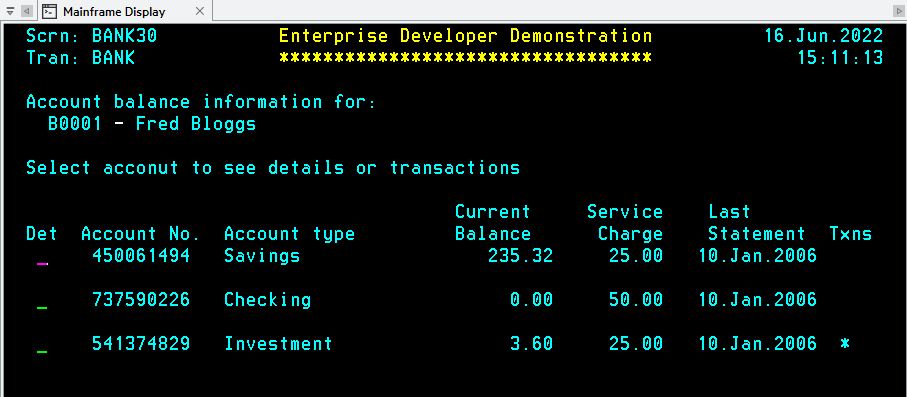 Mainframe Display
Scrn: BANK30 Enterprise Developer Demonstration 16.Jun.2022
Tran: BANK ********************************** 15:11:13
Account balance information for:
B0001 - Fred Bloggs
Select acconut to see details or transactions
Current Service Last
Det Account No. Account type Balance Charge Statement Txns
_ 450061494 Savings 235.32 25.00 10.Jan.2006
_ 737590226 Checking 0.00 50.00 10.Jan.2006
_ 541374829 Investment 3.60 25.00 10.Jan.2006 *